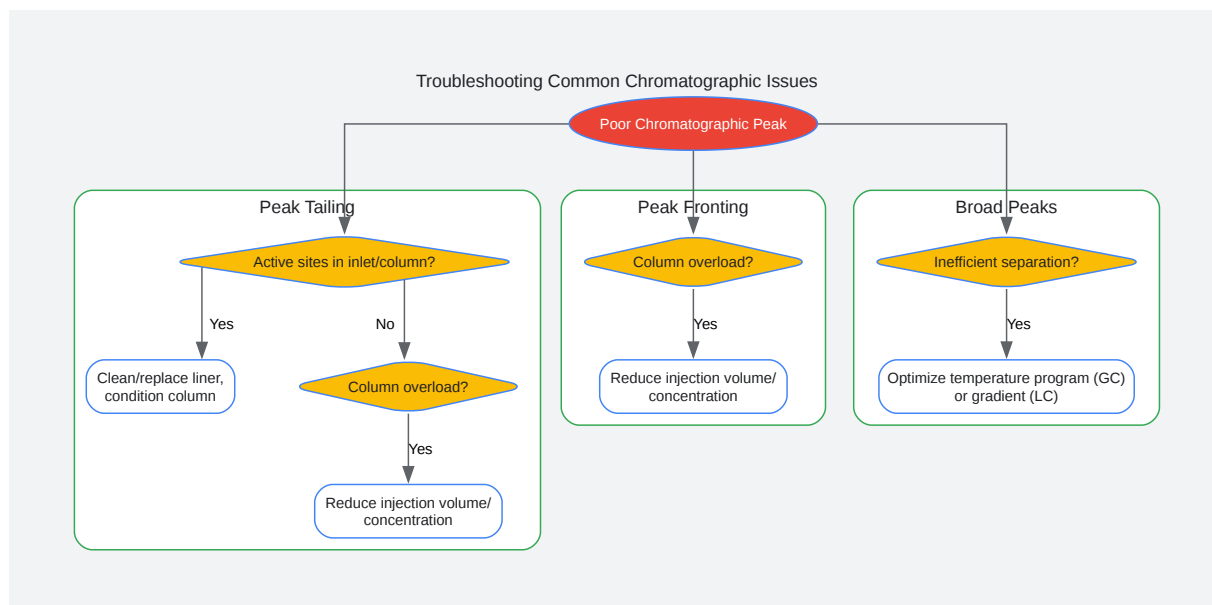 Troubleshooting Common Chromatographic Issues
Poor Chromatographic Peak
Peak Tailing
Active sites in inlet/column?
Yes
No
Clean/replace liner,
condition column
Column overload?
Yes
Reduce injection volume/
concentration
Peak Fronting
Column overload?
Yes
Reduce injection volume/
concentration
Broad Peaks
Inefficient separation?
Yes
Optimize temperature program (GC)
or gradient (LC)